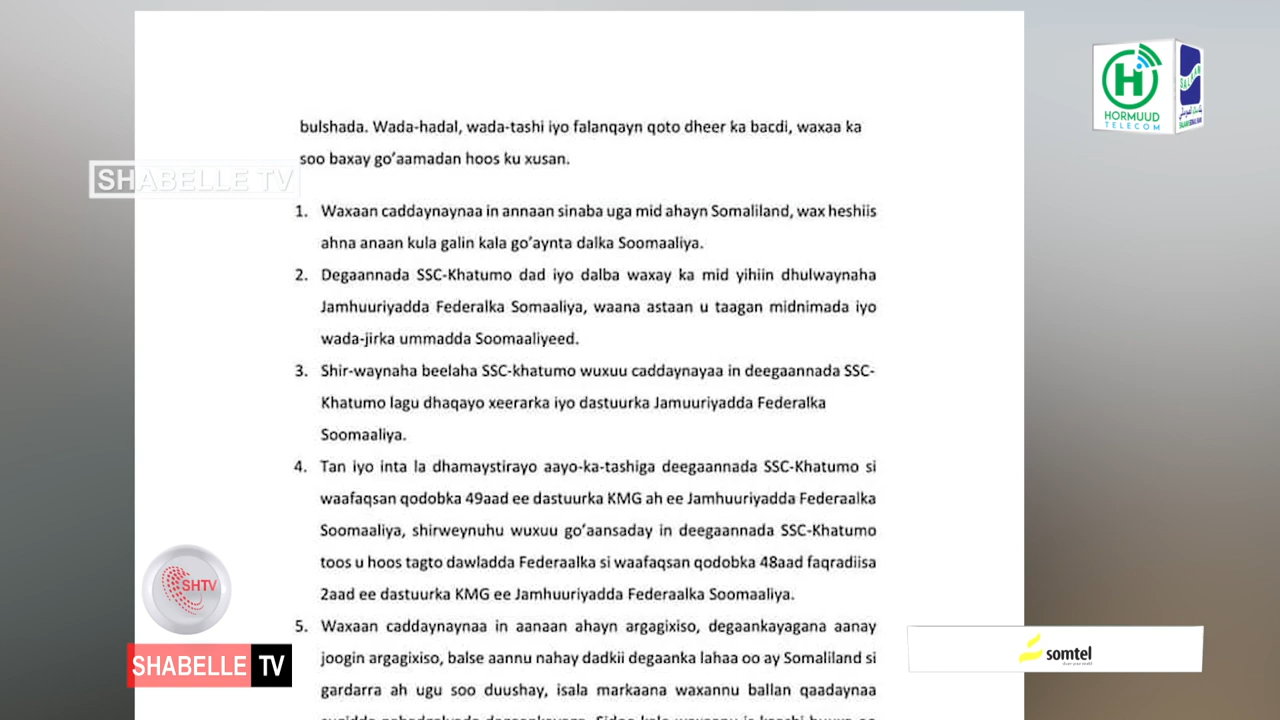 bulshada. Wada-hadal, wada-tashi iyo falanqayn qoto dheer ka bacdi, waxaa ka
soo baxay go'aamadan hoos ku xusan.
SHABELLE TV
1. Waxaan caddaynaynaa in annaan sinaba uga mid ahayn Somaliland, wax heshiis
ahna anaan kula galin kala go'aynta dalka Soomaaliya.
2. Degaannada SSC-Khatumo dad iyo dalba waxay ka mid yihiin dhulwaynaha
Jamhuuriyadda Federalka Somaaliya, waana astaan u taagan midnimada iyo
wada-jirka ummadda Soomaaliyeed.
3. Shir-waynaha beelaha SSC-khatumo wuxuu caddaynayaa in deegaannada SSC-
Khatumo lagu dhaqayo xeerarka iyo dastuurka Jamuuriyadda Federalka
Soomaaliya.
4. Tan iyo inta la dhamaystirayo aayo-ka-tashiga deegaannada SSC-Khatumo si
waafaqsan qodobka 49aad ee dastuurka KMG ah ee Jamhuuriyadda Federaalka
Soomaaliya, shirweynuhu wuxuu go'aansaday in deegaannada SSC-Khatumo
toos u hoos tagto dawladda Federaalka si waafaqsan qodobka 48aad faqradiisa
2aad ee dastuurka KMG ee Jamhuuriyadda Federaalka Soomaaliya.
5. Waxaan caddaynaynaa in aanaan ahayn argagixiso, degaankayagana aanay
joogin argagixiso, balse aannu nahay dadkii degaanka lahaa oo ay Somaliland si
gardarra ah ugu soo duushay, isala markaana waxannu ballan qaadaynaa
HORMUUD
TELECOM
SALAAM
SHTV
SHABELLE TV
somtel